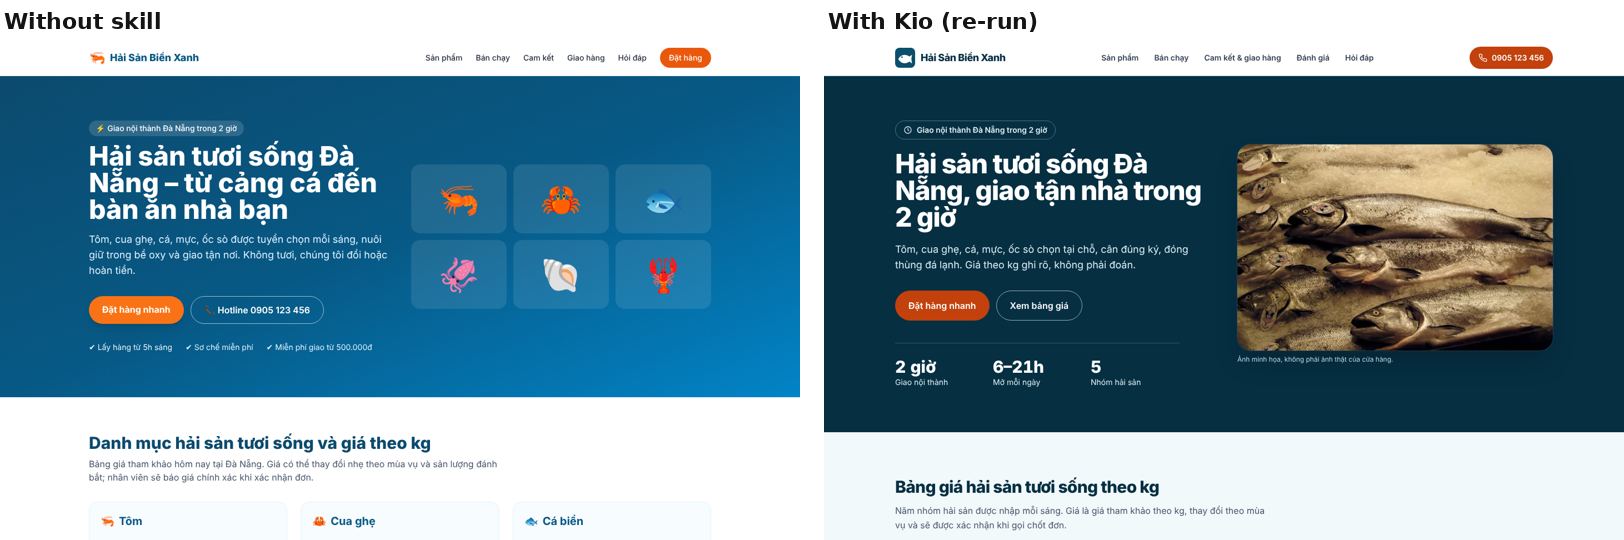 Without skill
Hải Sản Biển Xanh
Sản phẩm
Bán chạy
Cam kết
Giao hàng
Hỏi đáp
Đặt hàng
⚡ Giao nội thành Đà Nẵng trong 2 giờ
Hải sản tươi sống Đà
Nẵng – từ cảng cá đến
bàn ăn nhà bạn
Tôm, cua ghẹ, cá, mực, ốc sò được tuyển chọn mỗi sáng, nuôi
giữ trong bể oxy và giao tận nơi. Không tươi, chúng tôi đổi hoặc
hoàn tiền.
Đặt hàng nhanh
Hotline 0905 123 456
✔ Lấy hàng từ 5h sáng
✔ Sơ chế miễn phí
✔ Miễn phí giao từ 500.000đ
Danh mục hải sản tươi sống và giá theo kg
Bảng giá tham khảo hôm nay tại Đà Nẵng. Giá có thể thay đổi nhẹ theo mùa vụ và sản lượng đánh
bắt; nhân viên sẽ báo giá chính xác khi xác nhận đơn.
Tôm
Cua ghẹ
Cá biển
With Kio (re-run)
Hải Sản Biển Xanh
Sản phẩm
Bán chạy
Cam kết & giao hàng
Đánh giá
Hỏi đáp
0905 123 456
Giao nội thành Đà Nẵng trong 2 giờ
Hải sản tươi sống Đà
Nẵng, giao tận nhà trong
2 giờ
Tôm, cua ghẹ, cá, mực, ốc sò chọn tại chỗ, cân đúng ký, đóng
thùng đá lạnh. Giá theo kg ghi rõ, không phải đoán.
Đặt hàng nhanh
Xem bảng giá
2 giờ
Giao nội thành
6–21h
Mở mỗi ngày
5
Nhóm hải sản
Ảnh minh họa, không phải ảnh thật của cửa hàng.
Bảng giá hải sản tươi sống theo kg
Năm nhóm hải sản được nhập mỗi sáng. Giá là giá tham khảo theo kg, thay đổi theo mùa
vụ và sẽ được xác nhận khi gọi chốt đơn.